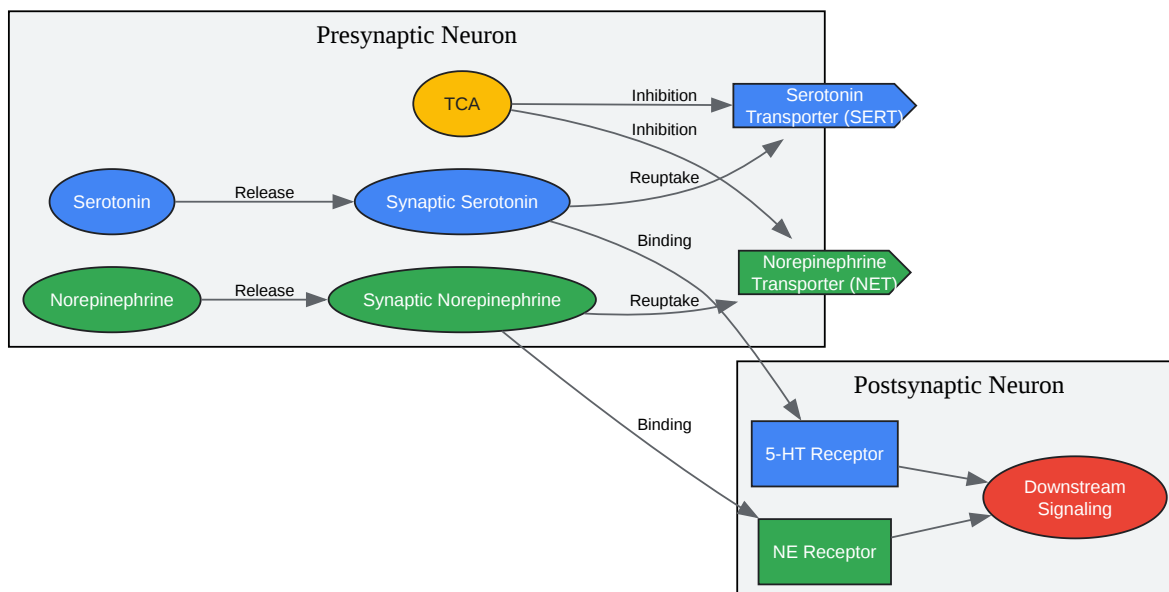 Presynaptic Neuron
TCA
Inhibition
Serotonin
Transporter (SERT)
Inhibition
Serotonin
Release
Synaptic Serotonin
Reuptake
Binding
Norepinephrine
Transporter (NET)
Norepinephrine
Release
Synaptic Norepinephrine
Reuptake
Postsynaptic Neuron
Binding
5-HT Receptor
Downstream
Signaling
NE Receptor